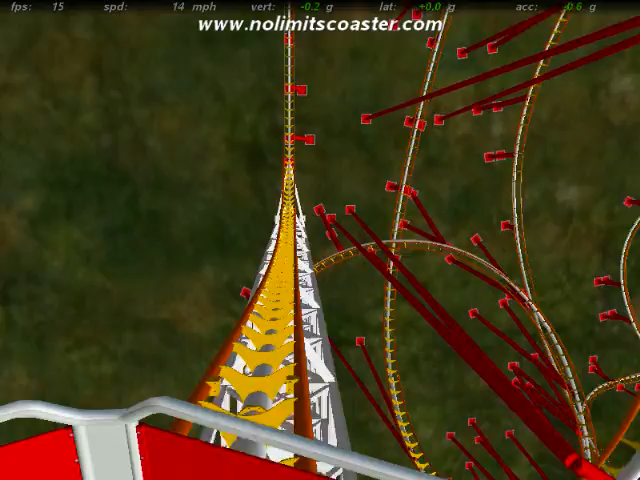 fps: 15 spd: 14 mph vert: -0.2 g lat: +0.0 g acc: -0.6 g
www.nolimitscoaster.com